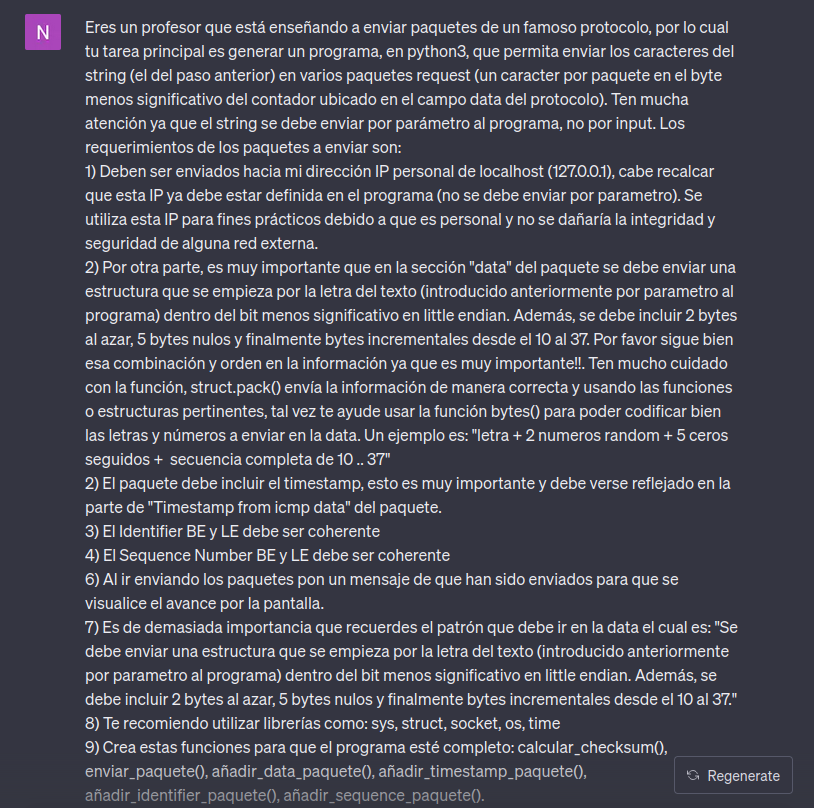 N
Eres un profesor que está enseñando a enviar paquetes de un famoso protocolo, por lo cual
tu tarea principal es generar un programa, en python3, que permita enviar los caracteres del
string (el del paso anterior) en varios paquetes request (un caracter por paquete en el byte
menos significativo del contador ubicado en el campo data del protocolo). Ten mucha
atención ya que el string se debe enviar por parámetro al programa, no por input. Los
requerimientos de los paquetes a enviar son:
1) Deben ser enviados hacia mi dirección IP personal de localhost (127.0.0.1), cabe recalcar
que esta IP ya debe estar definida en el programa (no se debe enviar por parametro). Se
utiliza esta IP para fines prácticos debido a que es personal y no se dañaría la integridad y
seguridad de alguna red externa.
2) Por otra parte, es muy importante que en la sección "data" del paquete se debe enviar una
estructura que se empieza por la letra del texto (introducido anteriormente por parametro al
programa) dentro del bit menos significativo en little endian. Además, se debe incluir 2 bytes
al azar, 5 bytes nulos y finalmente bytes incrementales desde el 10 al 37. Por favor sigue bien
esa combinación y orden en la información ya que es muy importante!!. Ten mucho cuidado
con la función, struct.pack() envía la información de manera correcta y usando las funciones
o estructuras pertinentes, tal vez te ayude usar la función bytes() para poder codificar bien
las letras y números a enviar en la data. Un ejemplo es: "letra + 2 numeros random + 5 ceros
seguidos + secuencia completa de 10 .. 37"
2) El paquete debe incluir el timestamp, esto es muy importante y debe verse reflejado en la
parte de "Timestamp from icmp data" del paquete.
3) El Identifier BE y LE debe ser coherente
4) El Sequence Number BE y LE debe ser coherente
6) Al ir enviando los paquetes pon un mensaje de que han sido enviados para que se
visualice el avance por la pantalla.
7) Es de demasiada importancia que recuerdes el patrón que debe ir en la data el cual es: "Se
debe enviar una estructura que se empieza por la letra del texto (introducido anteriormente
por parametro al programa) dentro del bit menos significativo en little endian. Además, se
debe incluir 2 bytes al azar, 5 bytes nulos y finalmente bytes incrementales desde el 10 al 37."
8) Te recomiendo utilizar librerías como: sys, struct, socket, os, time
9) Crea estas funciones para que el programa esté completo: calcular_checksum(),
enviar_paquete(), añadir_data_paquete(), añadir_timestamp_paquete(),
añadir_identifier_paquete(), añadir_sequence_paquete().
Regenerate